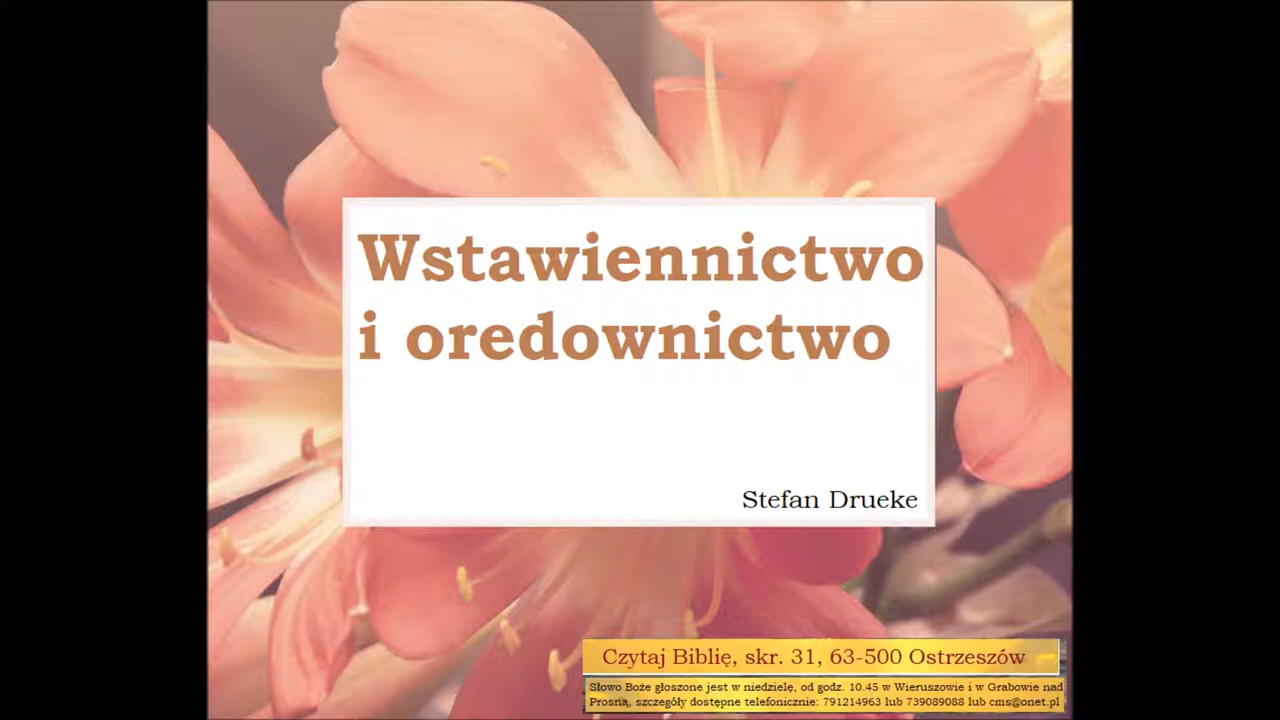 Wstawiennictwo
i oredownictwo
Stefan Drueke
Czytaj Biblię, skr. 31, 63-500 Ostrzeszów
Słowo Boże głoszone jest w niedzielę, od godz. 10.45 w Wieruszowie i w Grabowie nad
Prosną, szczegóły dostępne telefonicznie: 791214963 lub 739089088 lub cms@onet.pl